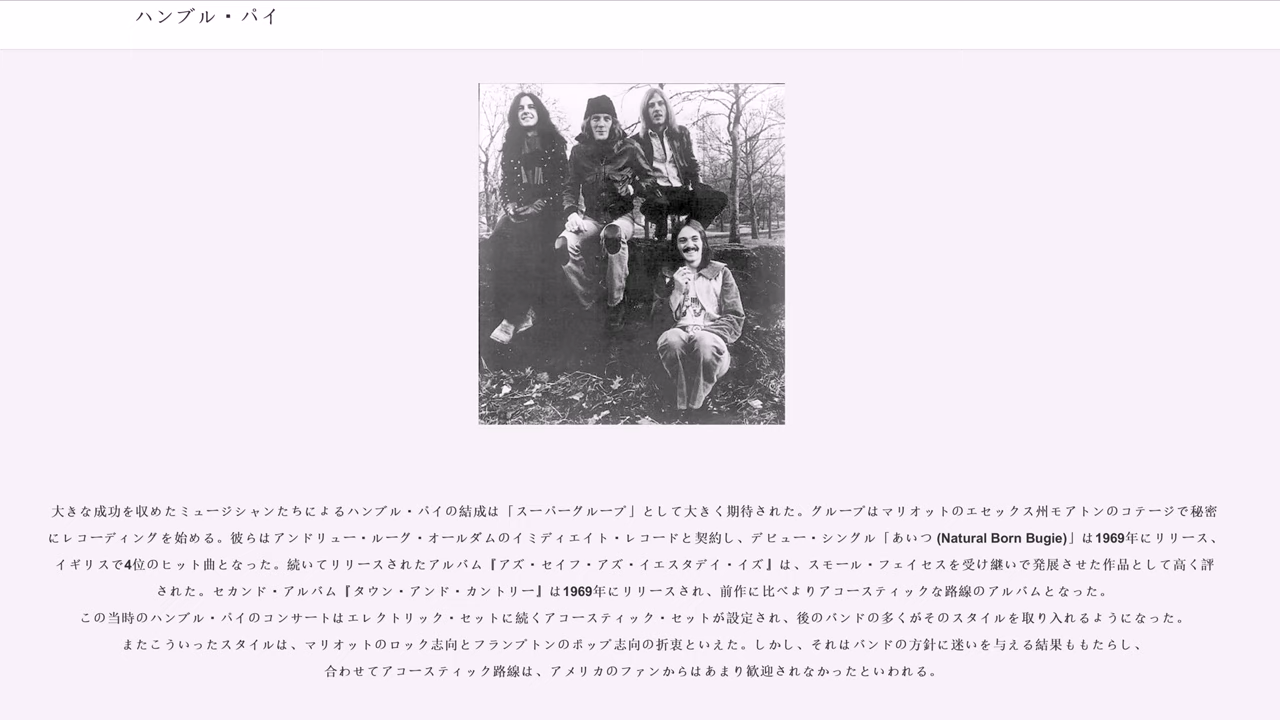 ハンブル・パイ
大きな成功を収めたミュージシャンたちによるハンブル・パイの結成は「スーパーグループ」として大きく期待された。グループはマリオットのエセックス州モアトンのコテージで秘密
にレコーディングを始める。彼らはアンドリュー・ルーグ・オールダムのイミディエイト・レコードと契約し、デビュー・シングル「あいつ (Natural Born Bugie)」は1969年にリリース、
イギリスで4位のヒット曲となった。続いてリリースされたアルバム『アズ・セイフ・アズ・イエスタデイ・イズ』は、スモール・フェイセスを受け継いで発展させた作品として高く評
された。セカンド・アルバム『タウン・アンド・カントリー』は1969年にリリースされ、前作に比べよりアコースティックな路線のアルバムとなった。
この当時のハンブル・パイのコンサートはエレクトリック・セットに続くアコースティック・セットが設定され、後のバンドの多くがそのスタイルを取り入れるようになった。
またこういったスタイルは、マリオットのロック志向とフランプトンのポップ志向の折衷といえた。しかし、それはバンドの方針に迷いを与える結果ももたらし、
合わせてアコースティック路線は、アメリカのファンからはあまり歓迎されなかったといわれる。